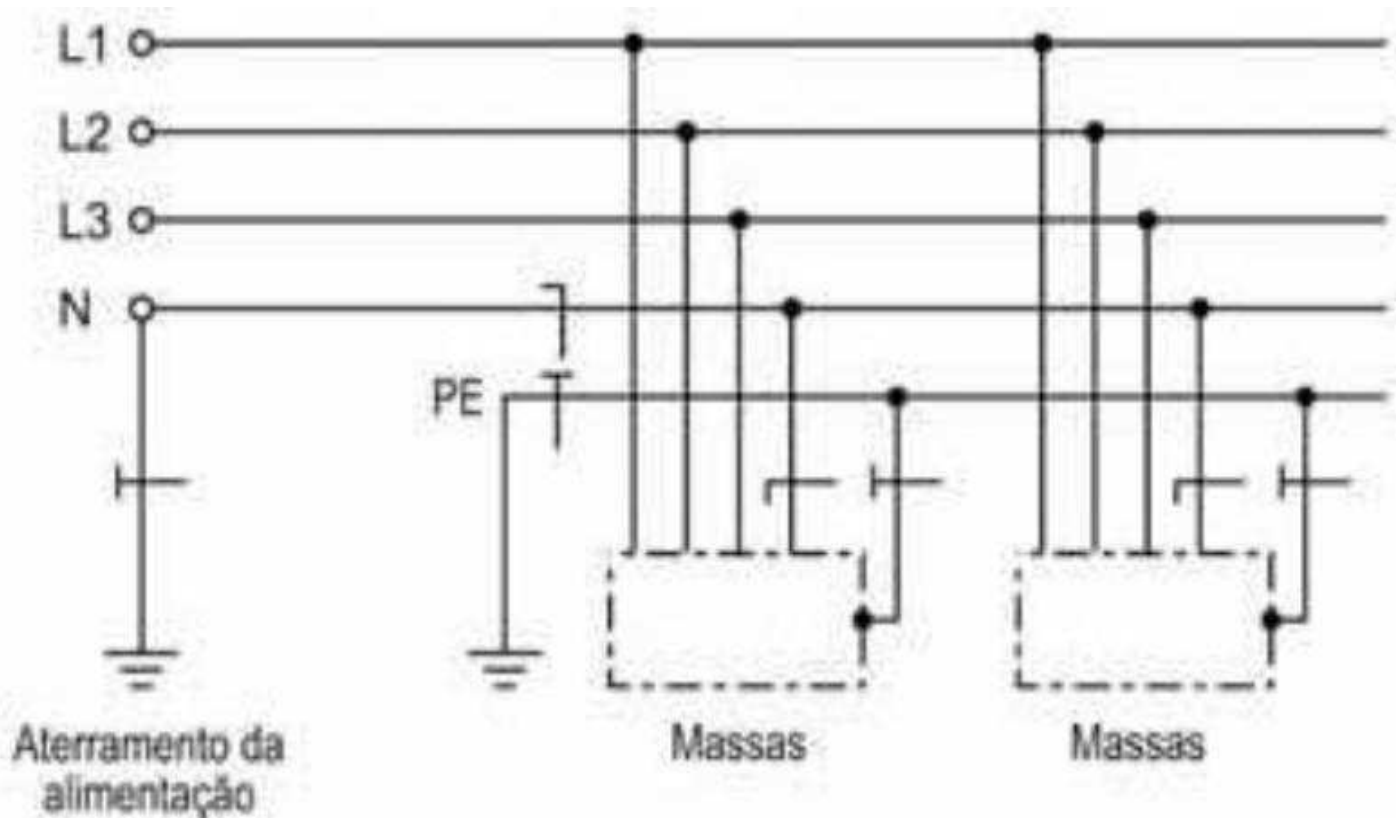 L1
L2
L3
N
PE
Massas
Massas
Aterramento da
alimentação